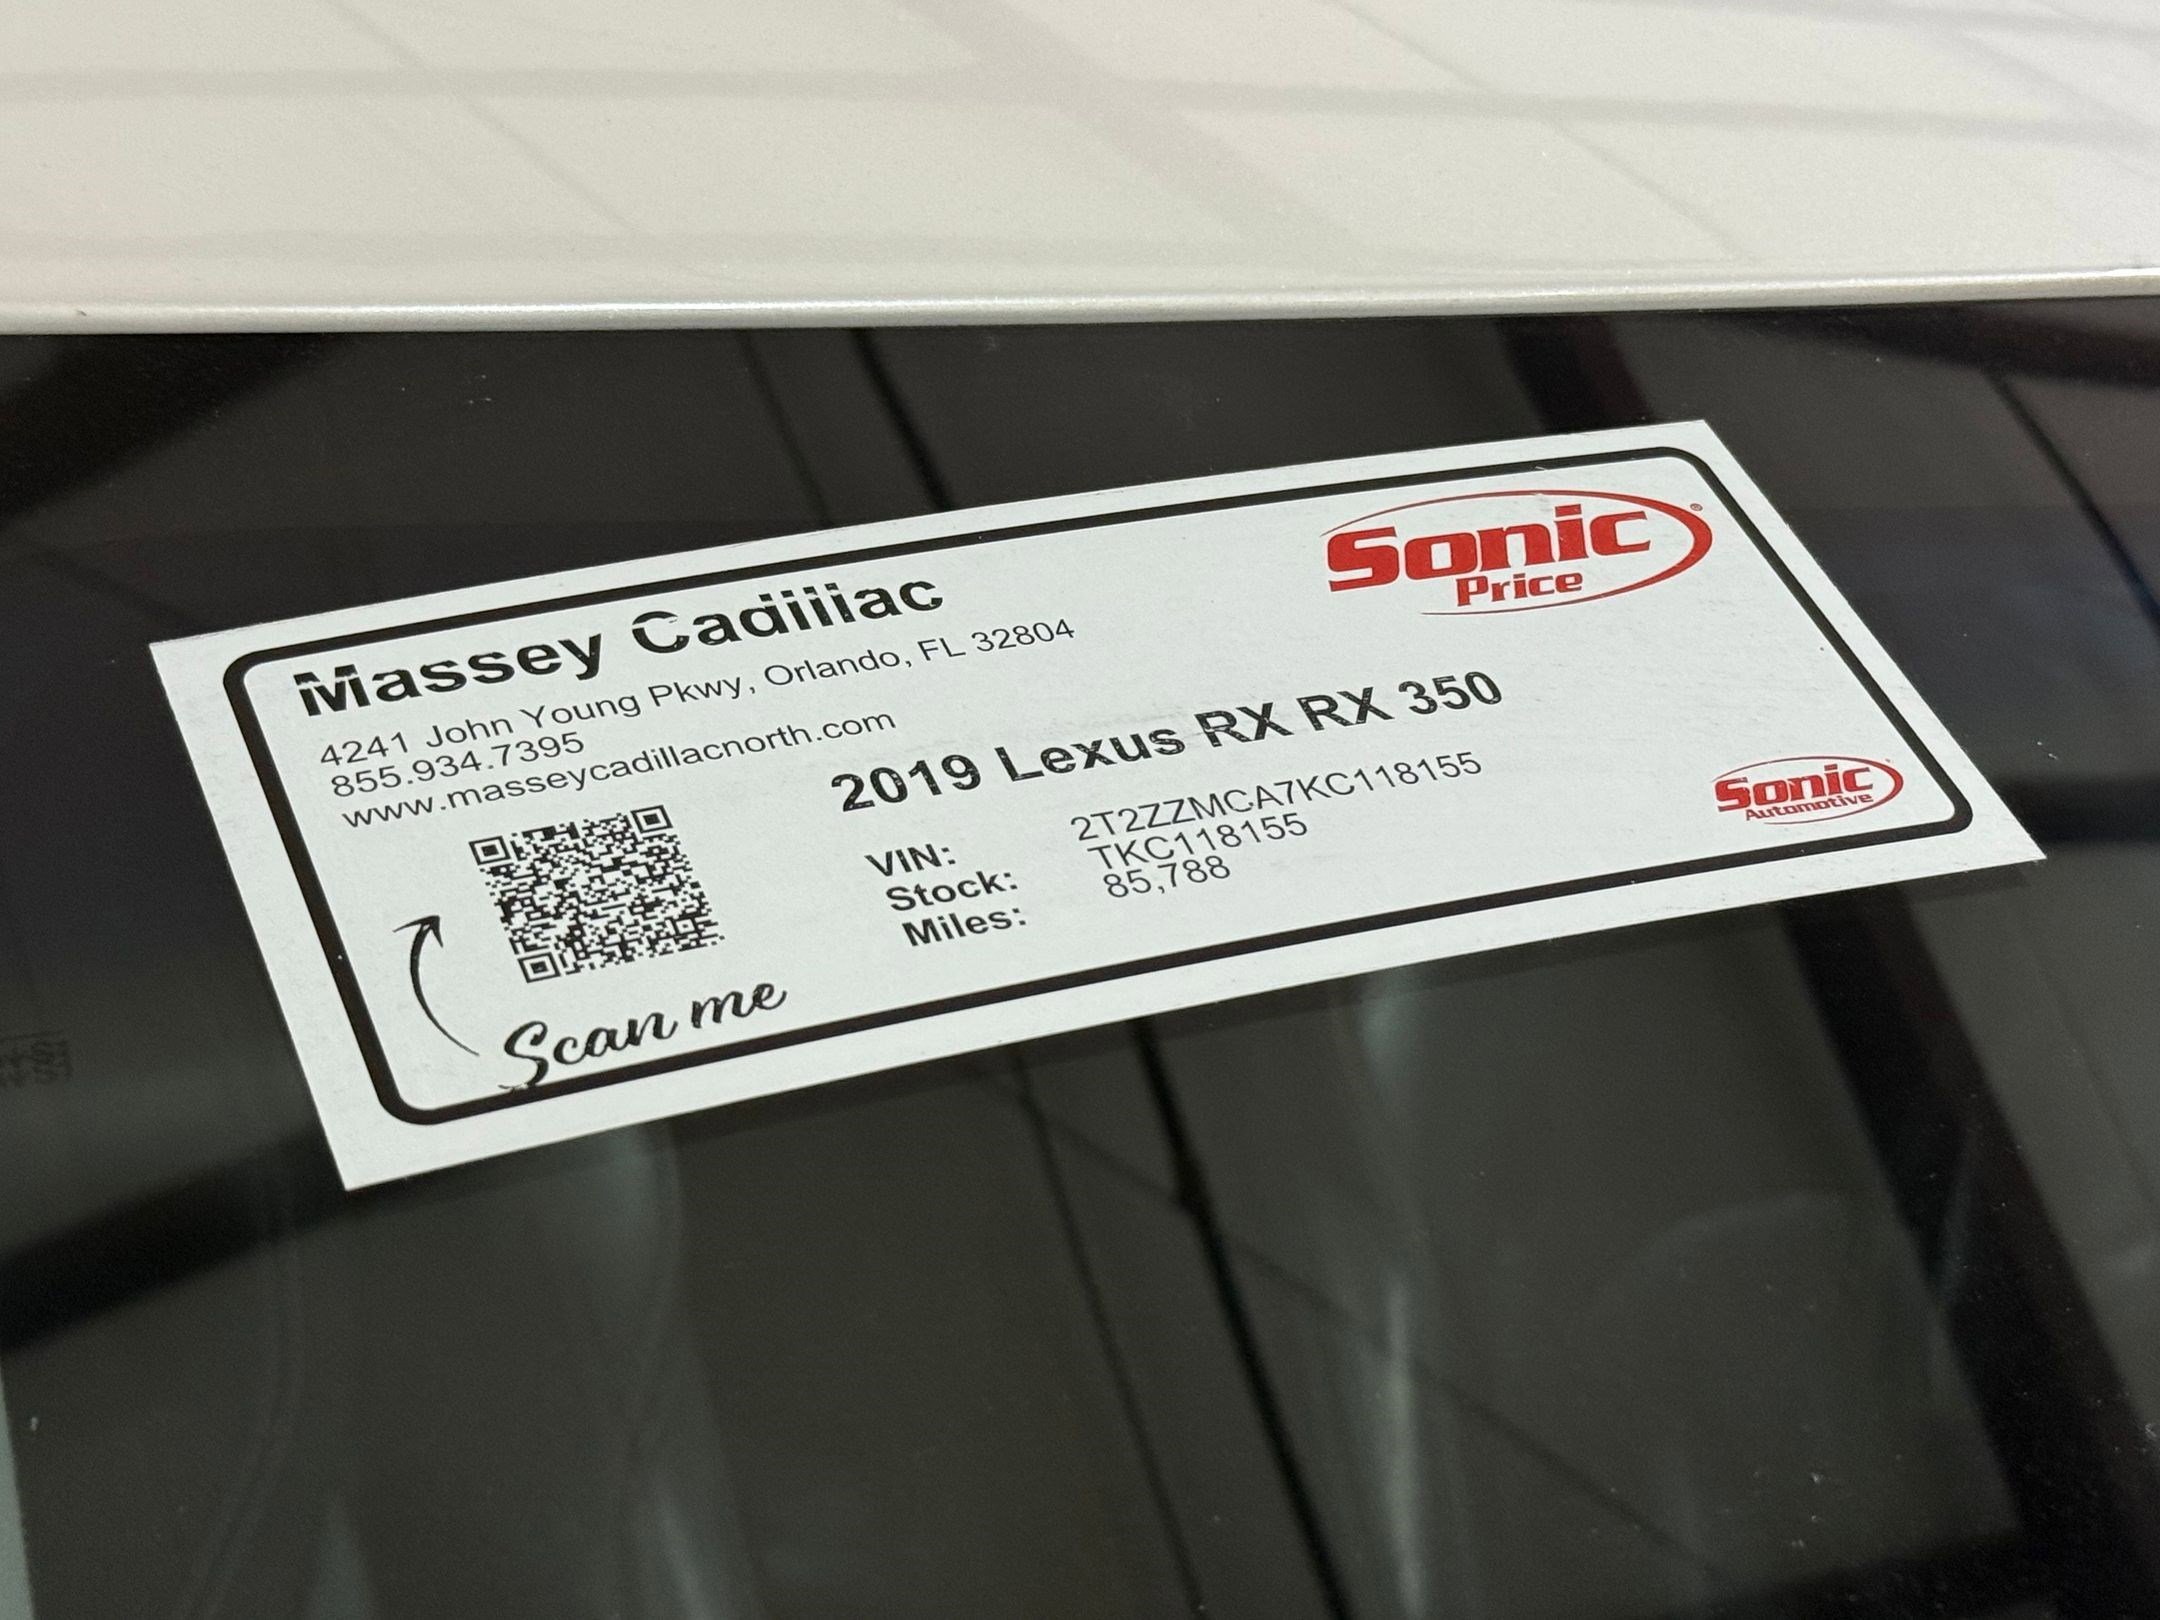 Massey Cadillac
4241 John Young Pkwy, Orlando, FL 32804
855.934.7395
www.masseycadillacnorth.com
Sonic®
Price
2019 Lexus RX RX 350
VIN: 2T2ZZMCA7KC118155
Stock: TKC118155
Miles: 85,788
Sonic
Automotive
Scan me